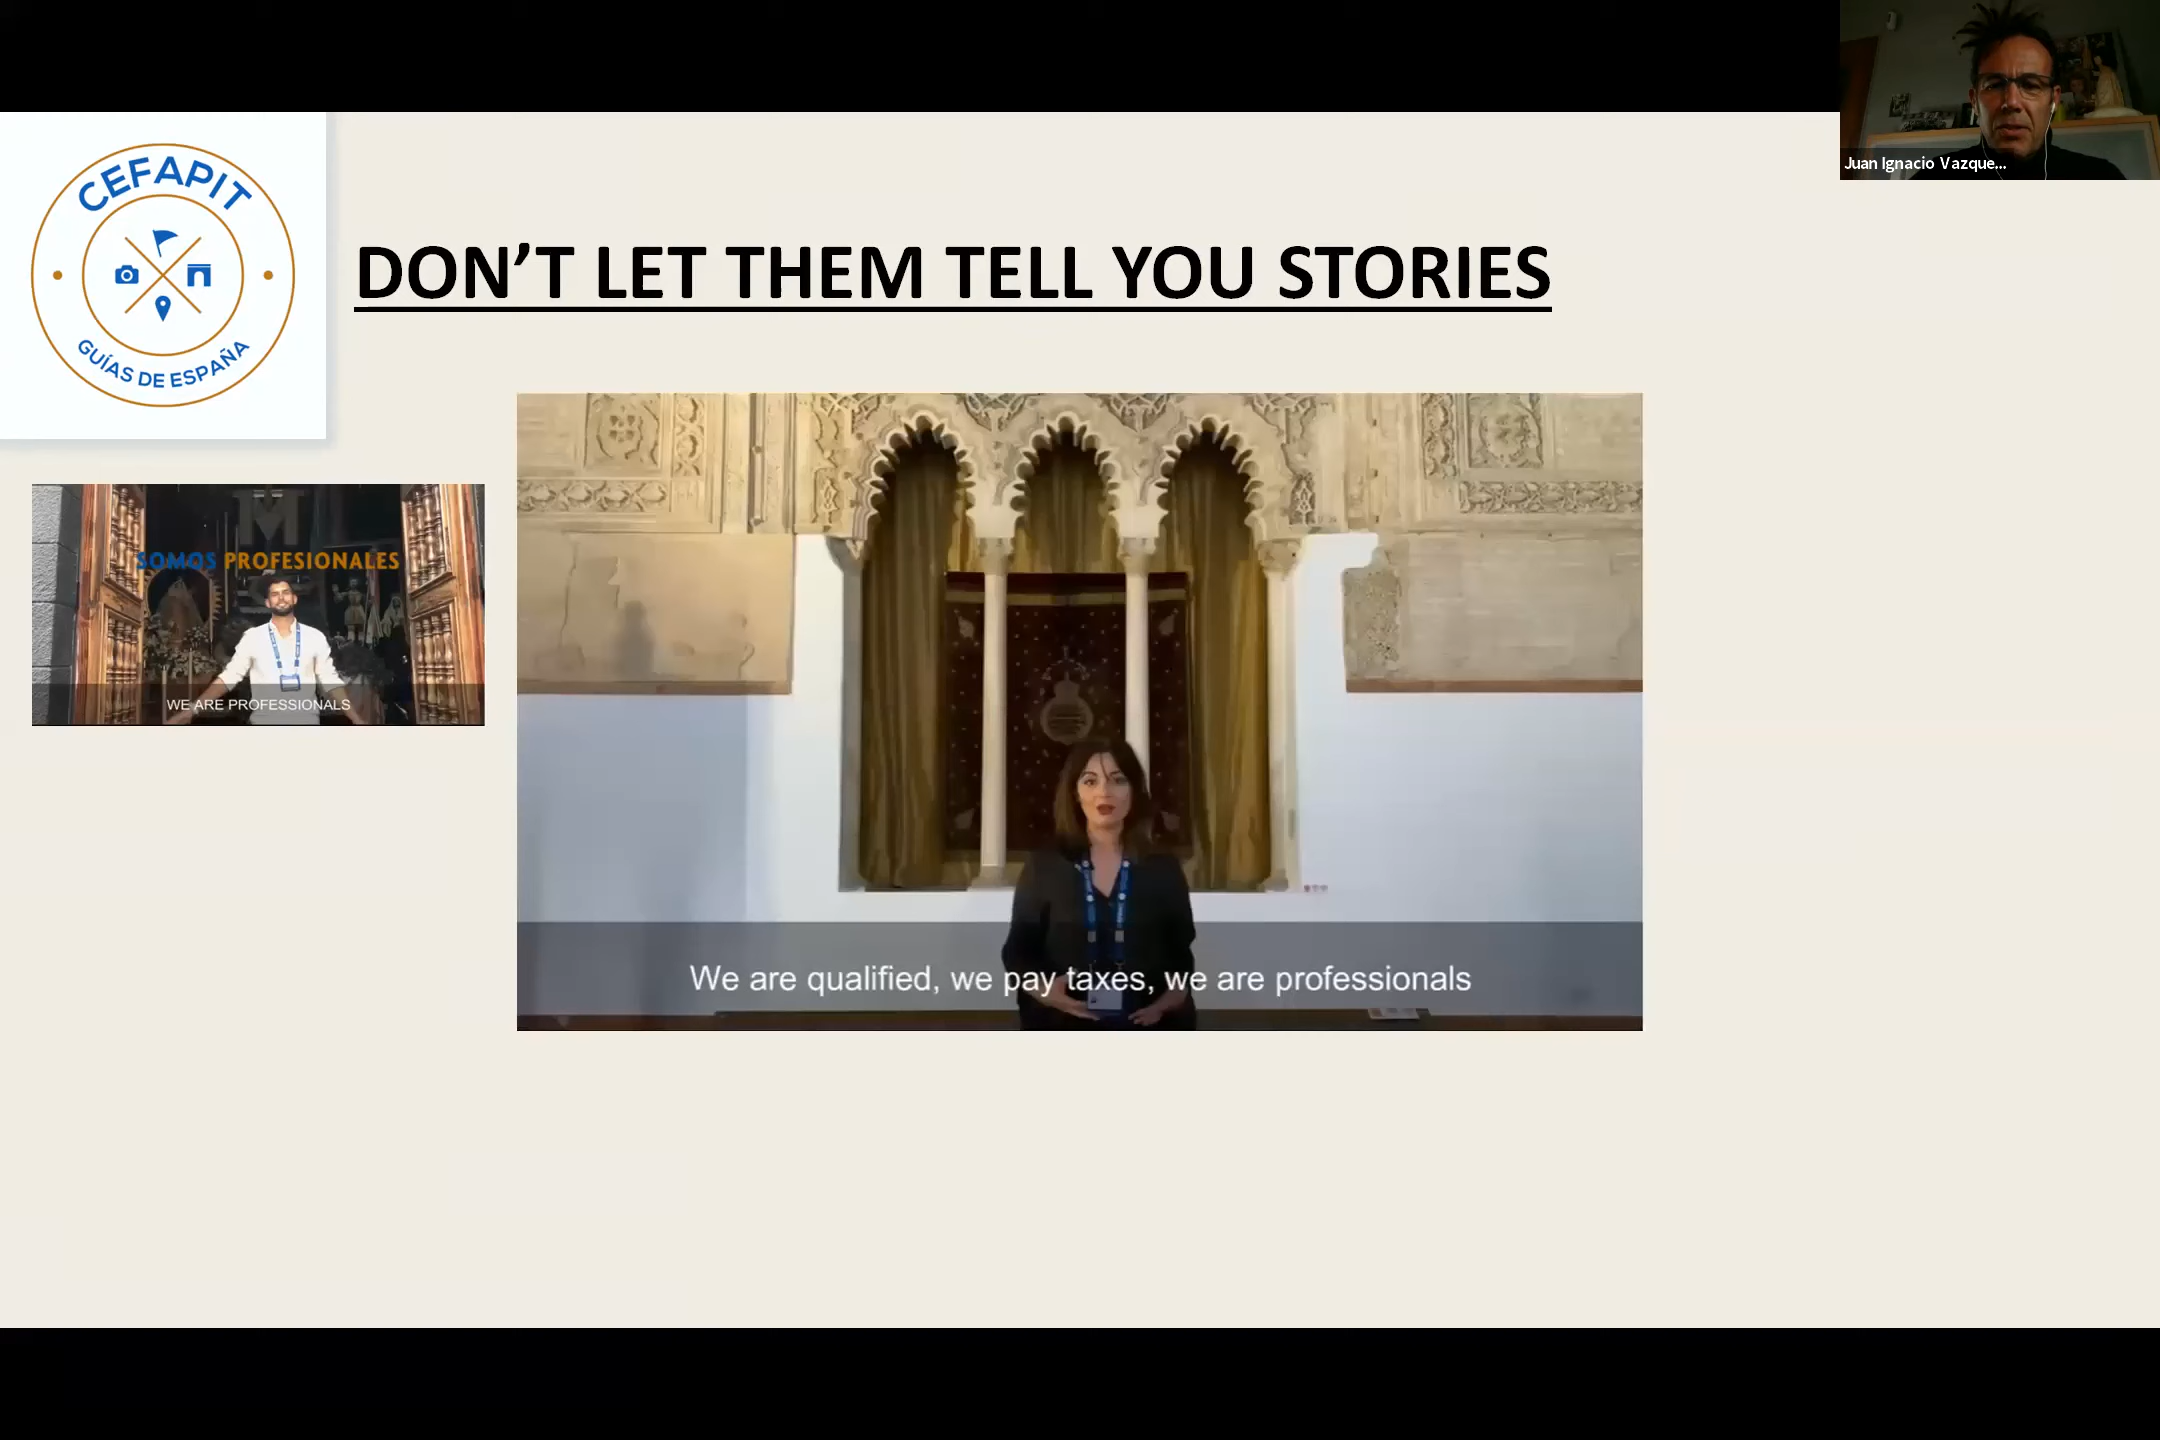 Juan Ignacio Vazque...
CEFAPIT
GUÍAS DE ESPAÑA
DON’T LET THEM TELL YOU STORIES
SOMOS PROFESIONALES
WE ARE PROFESSIONALS
We are qualified, we pay taxes, we are professionals